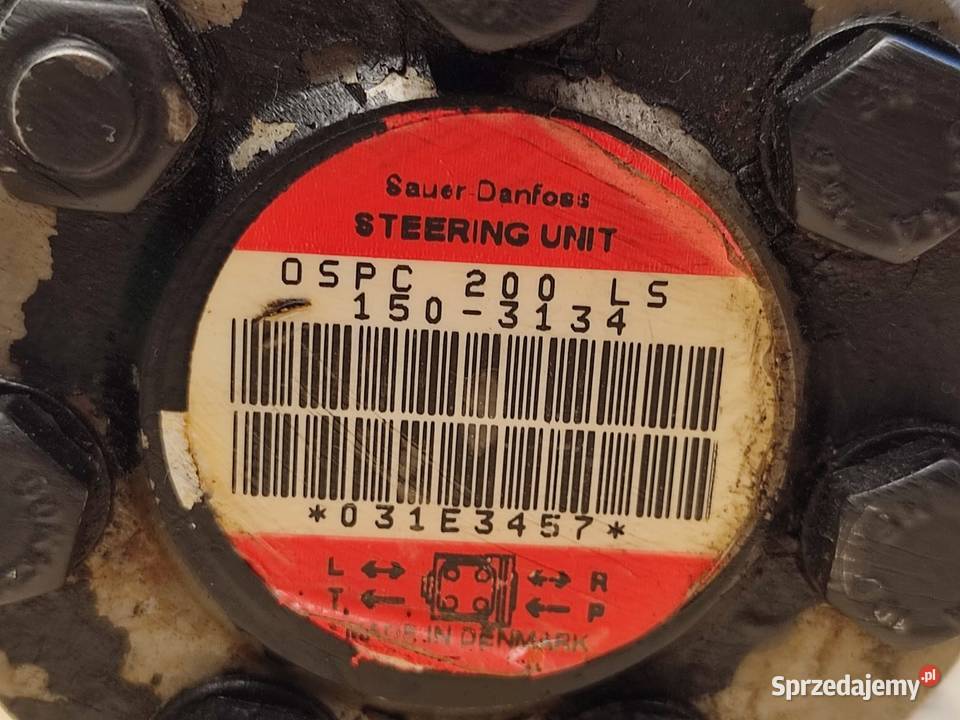 Sauer-Danfoss
STEERING UNIT
OSPC 200 LS
150-3134
*031E3457*
L R
T P
MADE IN DENMARK
Sprzedajemy.pl